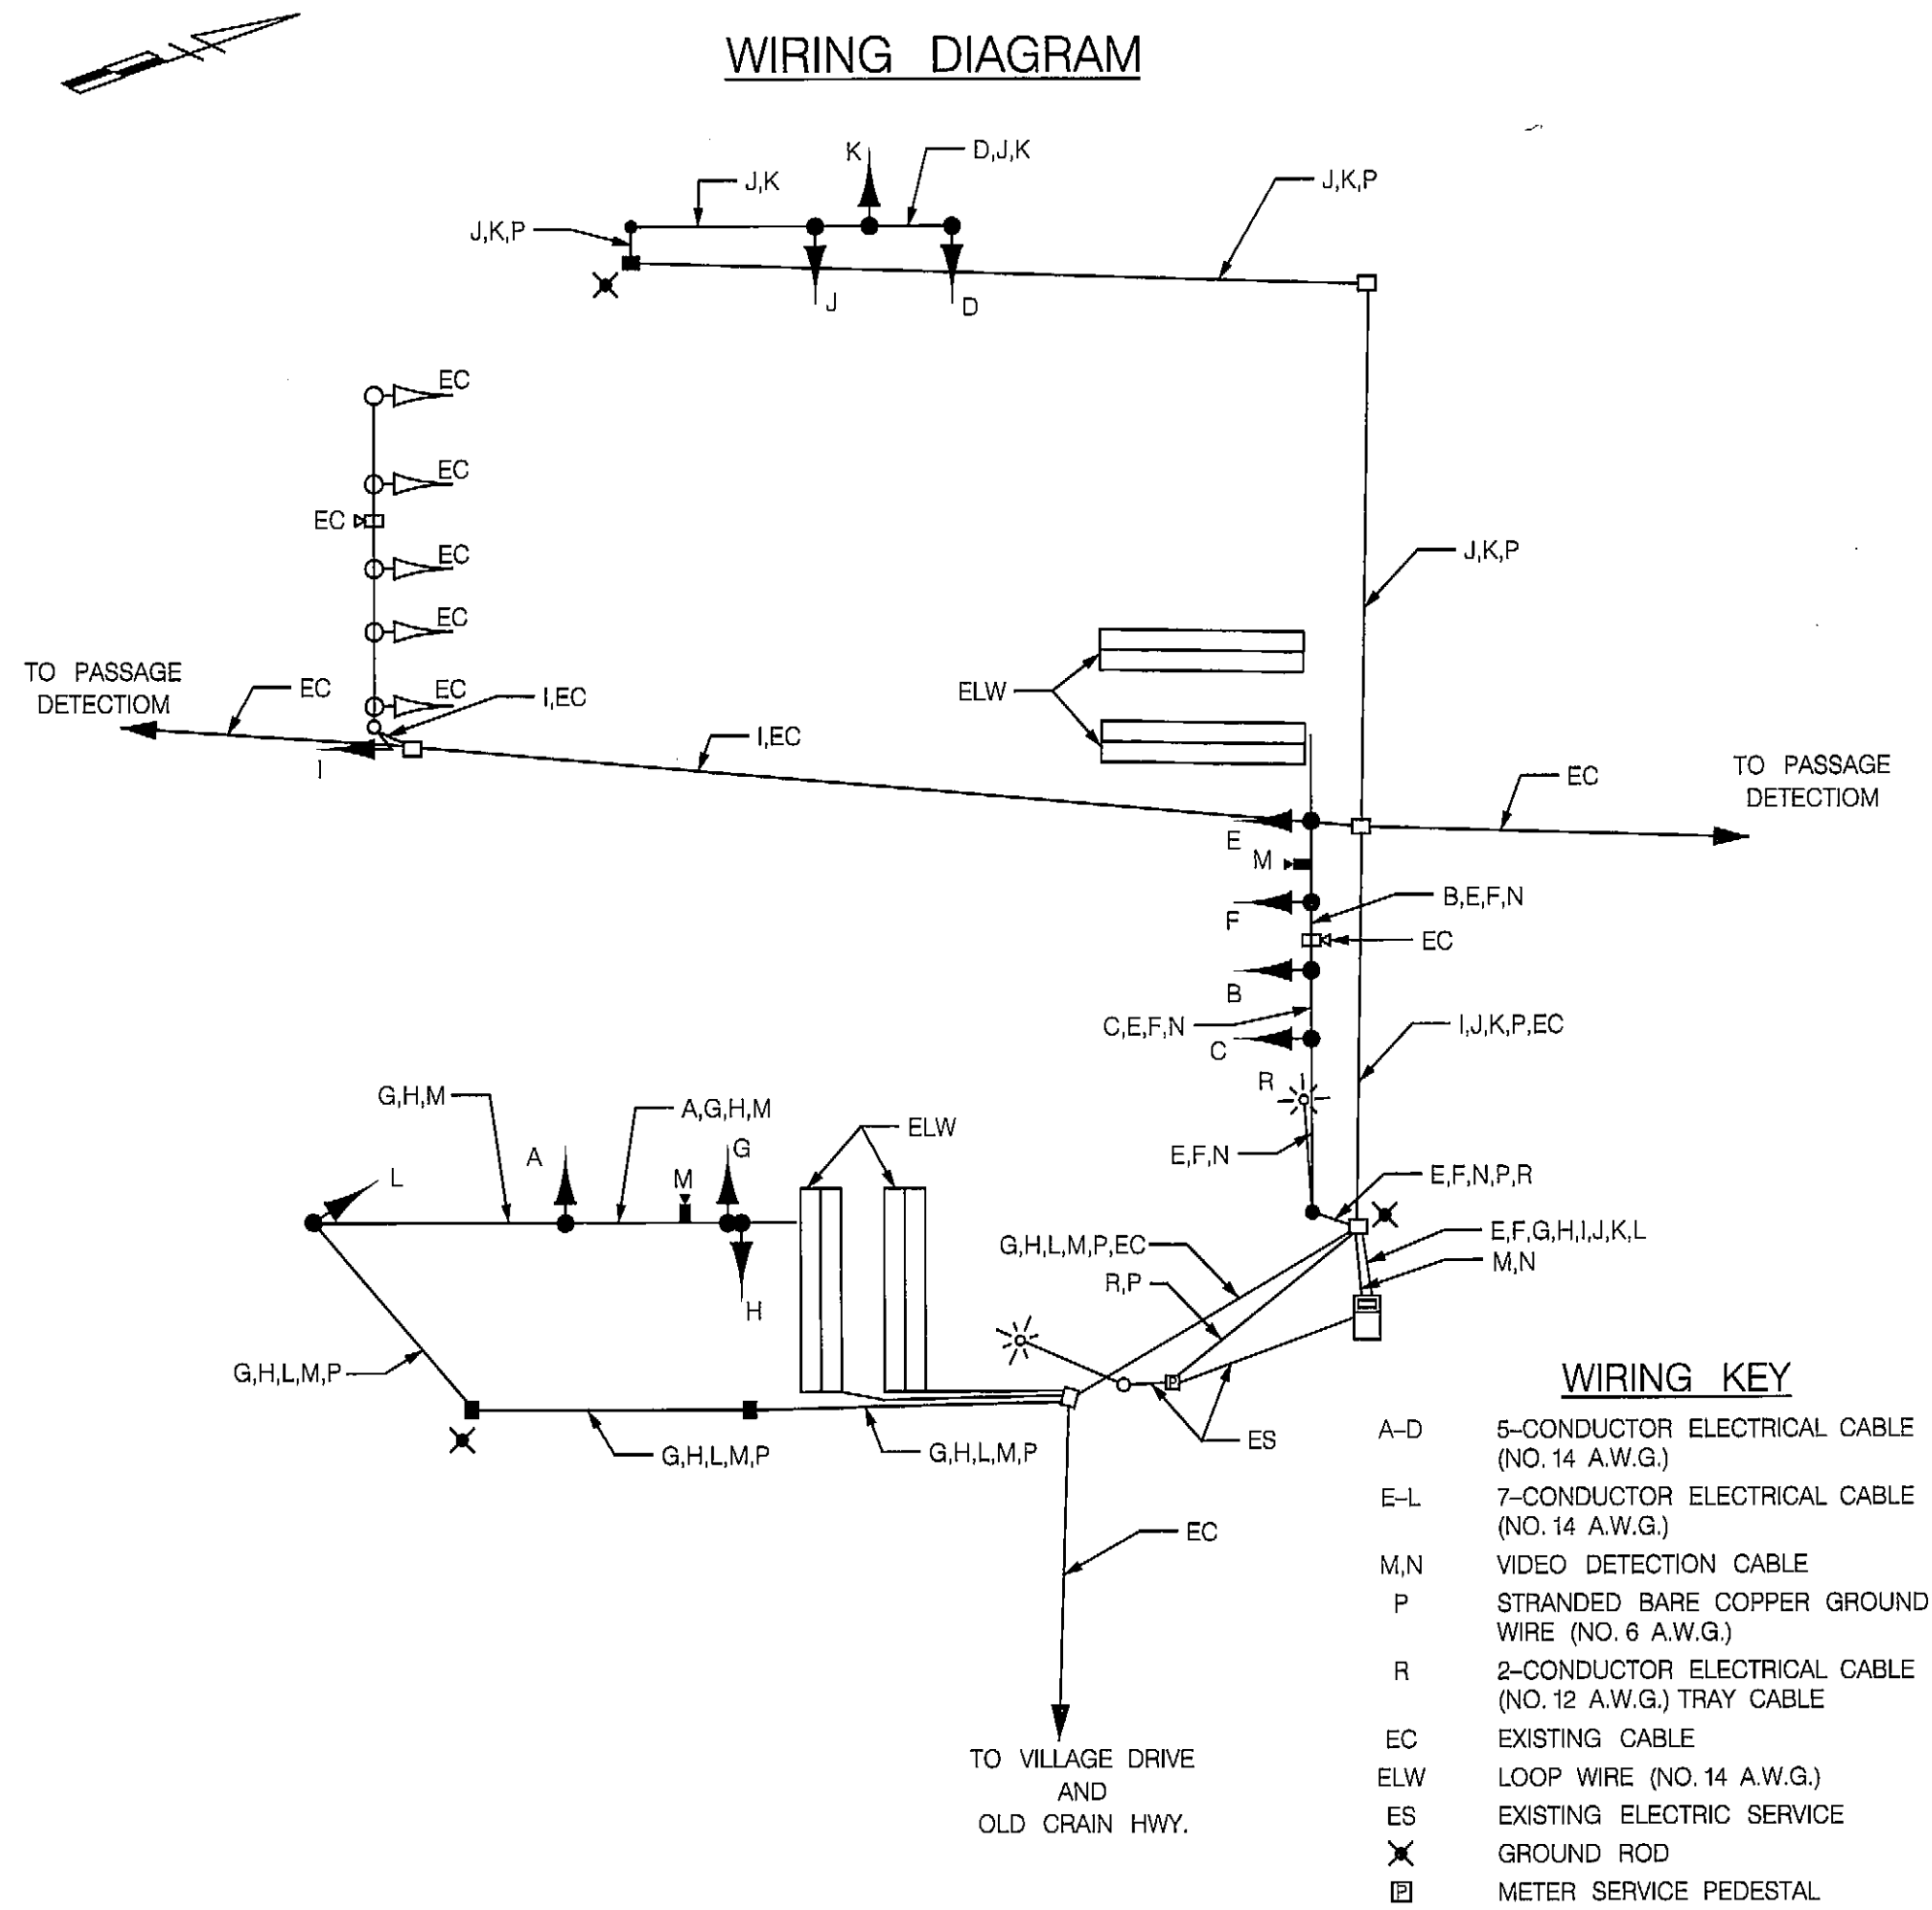 WIRING DIAGRAM
K
D,J,K
J,K
J,K,P
J,K,P
J
D
EC
EC
EC
EC
EC
EC
J,K,P
TO PASSAGE
DETECTIOM
EC
I,EC
ELW
I,EC
I
TO PASSAGE
DETECTIOM
EC
E
M
B,E,F,N
F
EC
B
C,E,F,N
I,J,K,P,EC
C
R
G,H,M
A,G,H,M
ELW
A
G
E,F,N
L
M
E,F,N,P,R
G,H,L,M,P,EC
E,F,G,H,I,J,K,L
M,N
R,P
H
G,H,L,M,P
G,H,L,M,P
G,H,L,M,P
P
ES
EC
TO VILLAGE DRIVE
AND
OLD CRAIN HWY.
WIRING KEY
A-D 5-CONDUCTOR ELECTRICAL CABLE
(NO. 14 A.W.G.)
E-L 7-CONDUCTOR ELECTRICAL CABLE
(NO. 14 A.W.G.)
M,N VIDEO DETECTION CABLE
P STRANDED BARE COPPER GROUND
WIRE (NO. 6 A.W.G.)
R 2-CONDUCTOR ELECTRICAL CABLE
(NO. 12 A.W.G.) TRAY CABLE
EC EXISTING CABLE
ELW LOOP WIRE (NO. 14 A.W.G.)
ES EXISTING ELECTRIC SERVICE
GROUND ROD
P METER SERVICE PEDESTAL